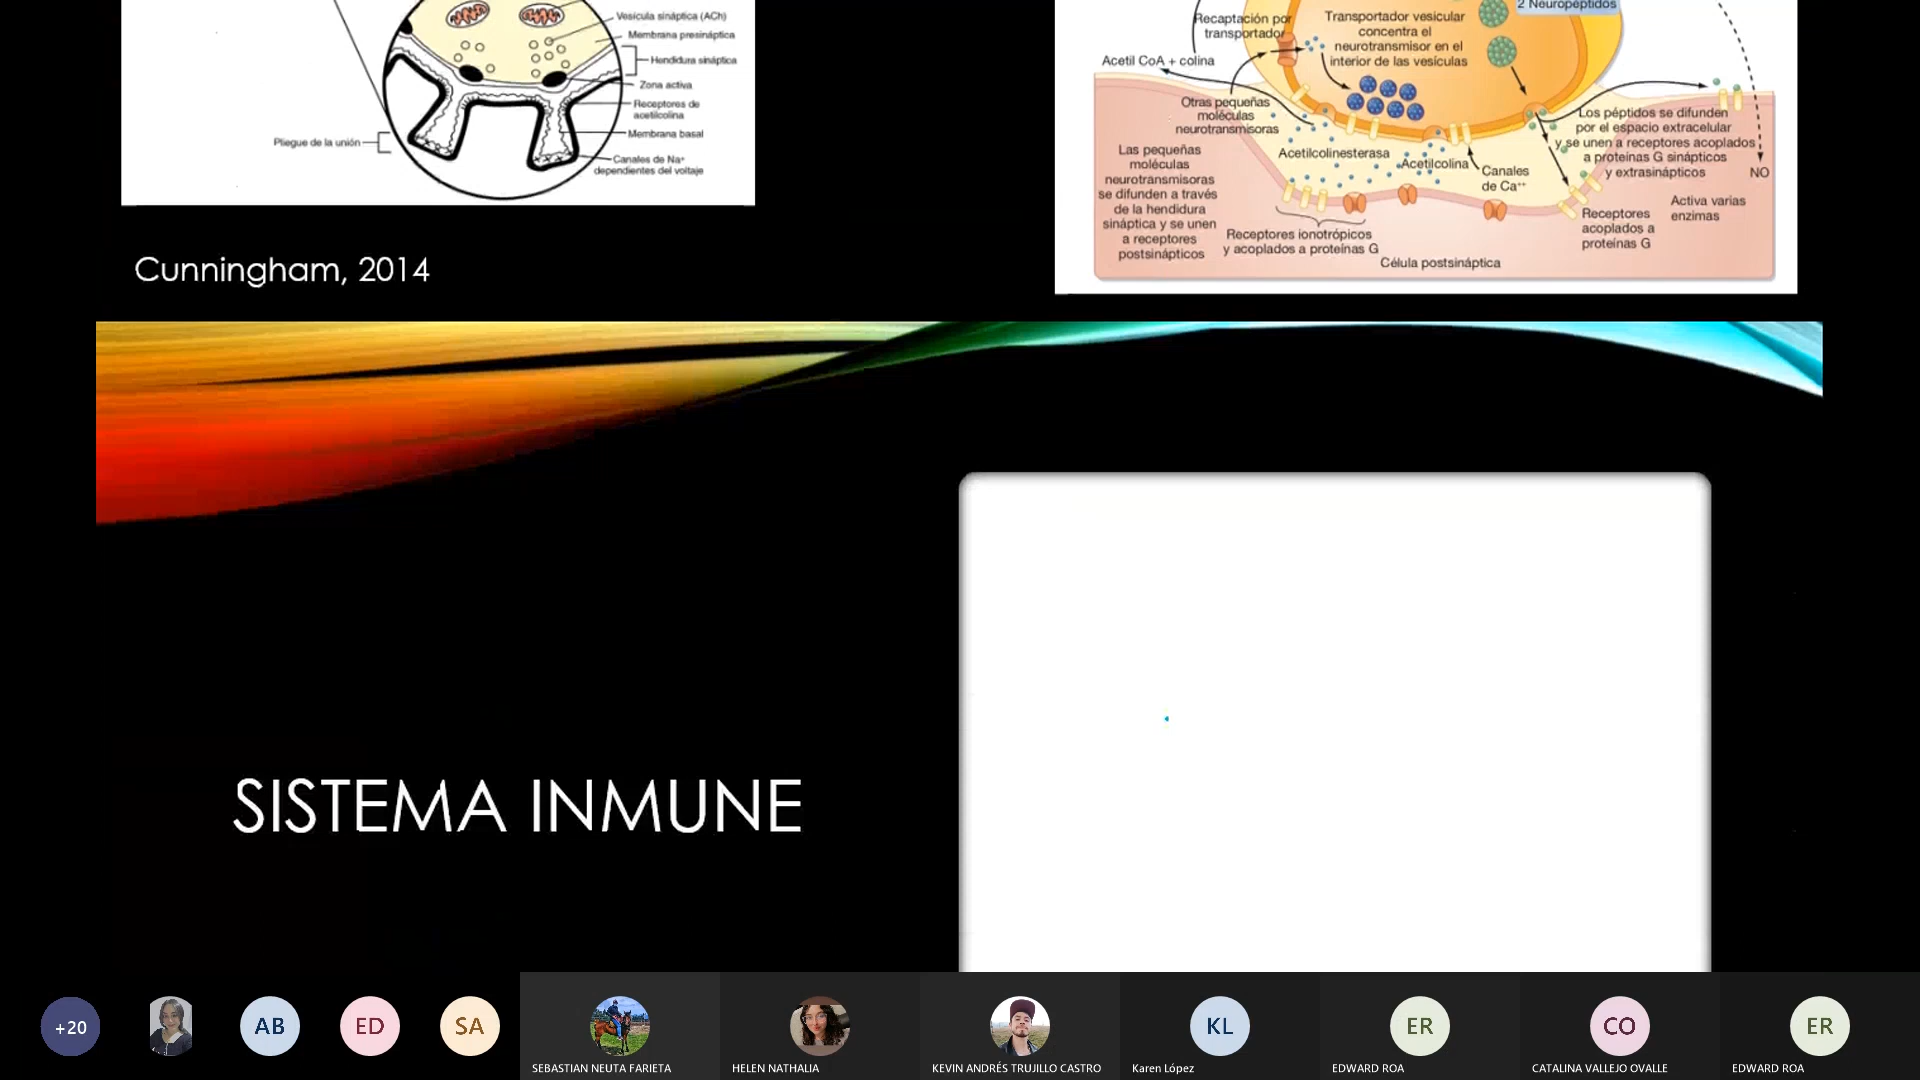 Vesícula sináptica (ACh)
Membrana presináptica
Hendidura sináptica
Zona activa
Receptores de
acetilcolina
Membrana basal
Pliegue de la unión
Canales de Na+
dependientes del voltaje
Cunningham, 2014
2 Neuropéptidos
Recaptación por
transportador
Transportador vesicular
concentra el
neurotransmisor en el
interior de las vesículas
Acetil CoA + colina
Otras pequeñas
moléculas
neurotransmisoras
Los péptidos se difunden
por el espacio extracelular
y se unen a receptores acoplados
a proteínas G sinápticos
y extrasinápticos
NO
Las pequeñas
moléculas
neurotransmisoras
se difunden a través
de la hendidura
sináptica y se unen
a receptores
postsinápticos
Acetilcolinesterasa
Acetilcolina
Canales
de Ca++
Activa varias
enzimas
Receptores
acoplados a
proteínas G
Receptores ionotrópicos
y acoplados a proteínas G
Célula postsináptica
SISTEMA INMUNE
+20
AB
ED
SA
KL
ER
CO
ER
SEBASTIAN NEUTA FARIETA
HELEN NATHALIA
KEVIN ANDRÉS TRUJILLO CASTRO
Karen López
EDWARD ROA
CATALINA VALLEJO OVALLE
EDWARD ROA